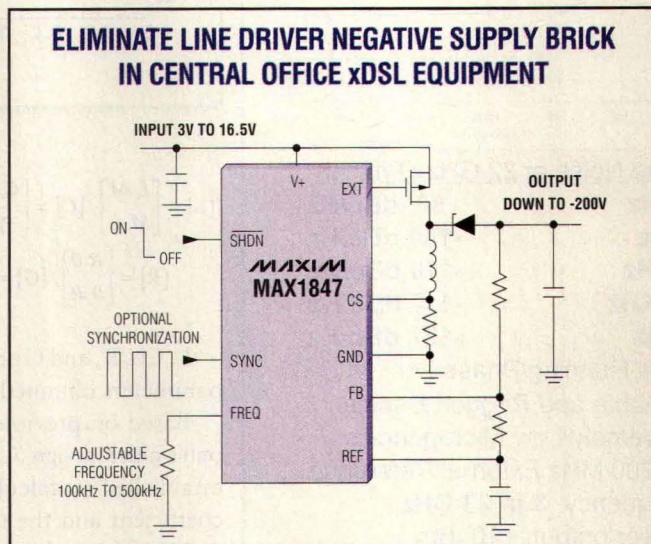 ELIMINATE LINE DRIVER NEGATIVE SUPPLY BRICK
IN CENTRAL OFFICE xDSL EQUIPMENT
INPUT 3V TO 16.5V
V+
EXT
OUTPUT
DOWN TO -200V
ON
OFF
SHDN
MAXIM
MAX1847
CS
OPTIONAL
SYNCHRONIZATION
GND
SYNC
FB
FREQ
REF
ADJUSTABLE
FREQUENCY
100kHz TO 500kHz